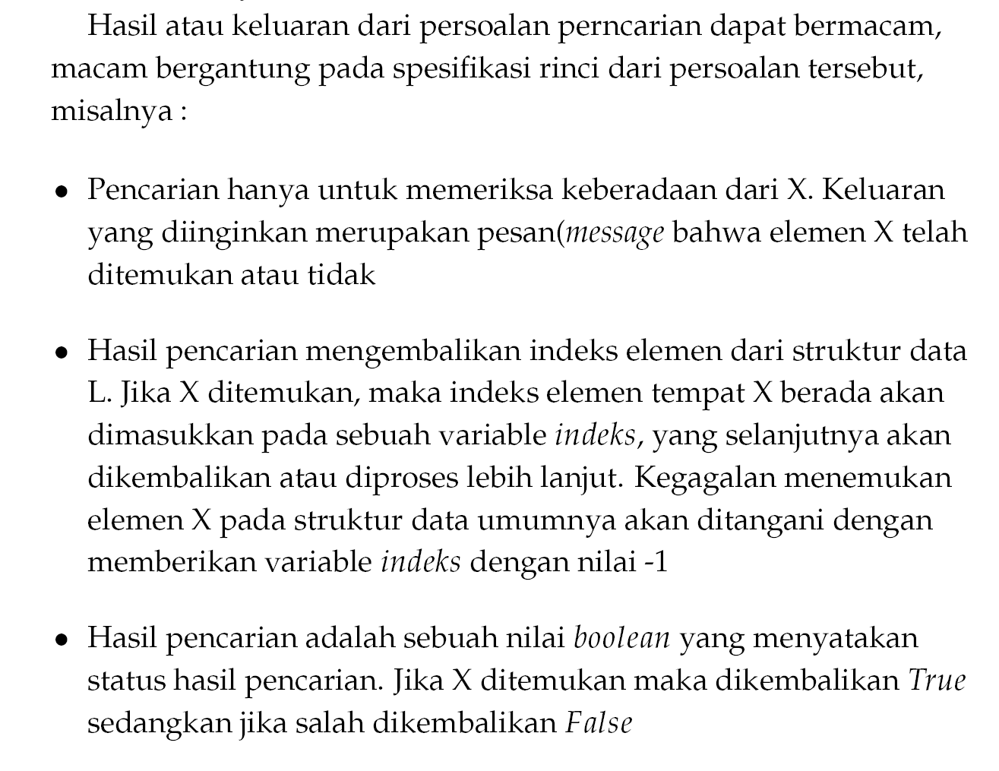 Hasil atau keluaran dari persoalan perncarian dapat bermacam,
macam bergantung pada spesifikasi rinci dari persoalan tersebut,
misalnya :
• Pencarian hanya untuk memeriksa keberadaan dari X. Keluaran
yang diinginkan merupakan pesan(message bahwa elemen X telah
ditemukan atau tidak
• Hasil pencarian mengembalikan indeks elemen dari struktur data
L. Jika X ditemukan, maka indeks elemen tempat X berada akan
dimasukkan pada sebuah variable indeks, yang selanjutnya akan
dikembalikan atau diproses lebih lanjut. Kegagalan menemukan
elemen X pada struktur data umumnya akan ditangani dengan
memberikan variable indeks dengan nilai -1
• Hasil pencarian adalah sebuah nilai boolean yang menyatakan
status hasil pencarian. Jika X ditemukan maka dikembalikan True
sedangkan jika salah dikembalikan False